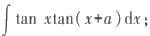 ∫ tan xtan( x+a ) dx;